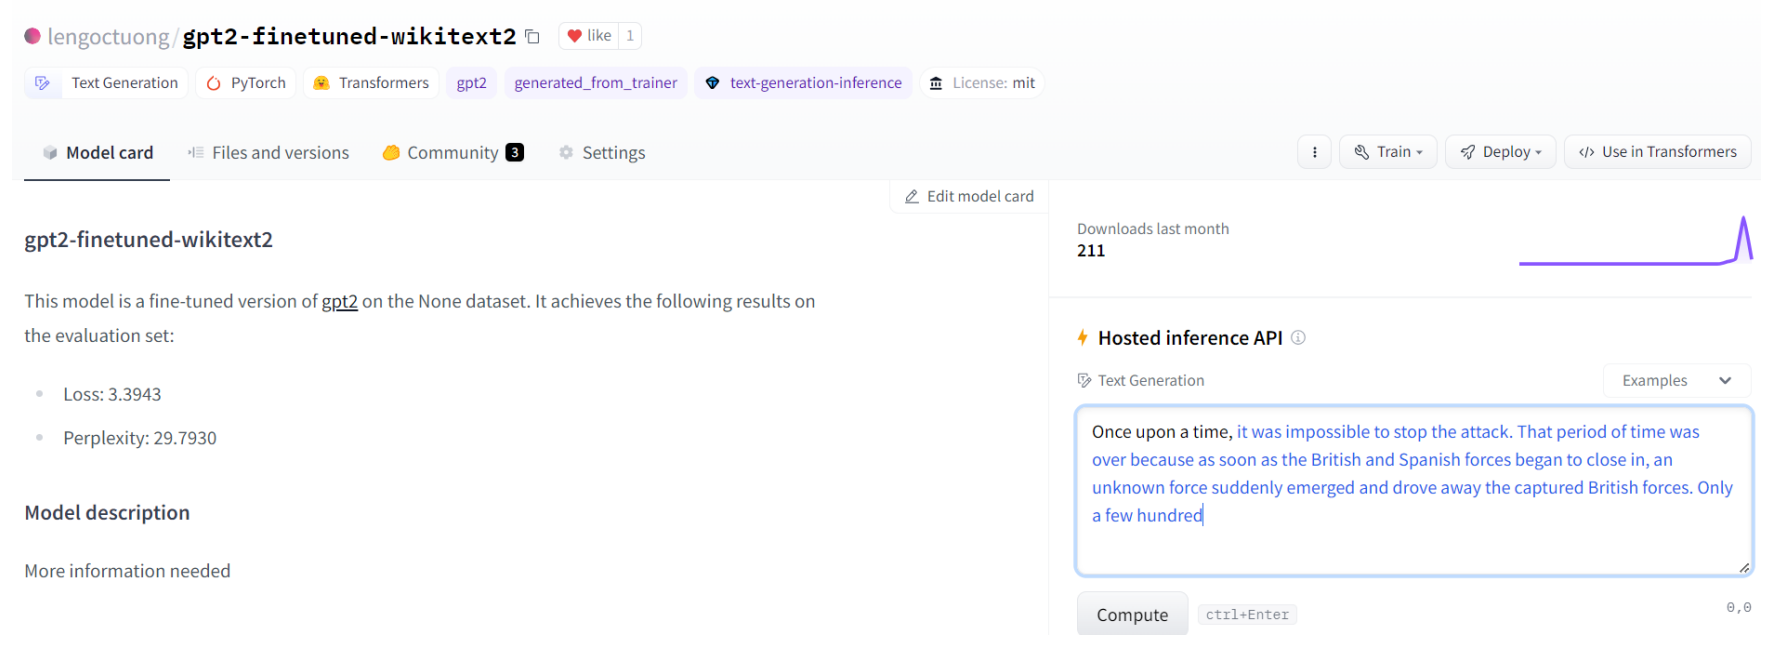 lengoctuong/gpt2-finetuned-wikitext2 like 1
Text Generation PyTorch Transformers gpt2 generated_from_trainer text-generation-inference License: mit
Model card Files and versions Community 3 Settings Train Deploy Use in Transformers
Edit model card
gpt2-finetuned-wikitext2
This model is a fine-tuned version of gpt2 on the None dataset. It achieves the following results on
the evaluation set:
Loss: 3.3943
Perplexity: 29.7930
Model description
More information needed
Downloads last month
211
Hosted inference API
Text Generation Examples
Once upon a time, it was impossible to stop the attack. That period of time was
over because as soon as the British and Spanish forces began to close in, an
unknown force suddenly emerged and drove away the captured British forces. Only
a few hundred
Compute ctrl+Enter 0,0